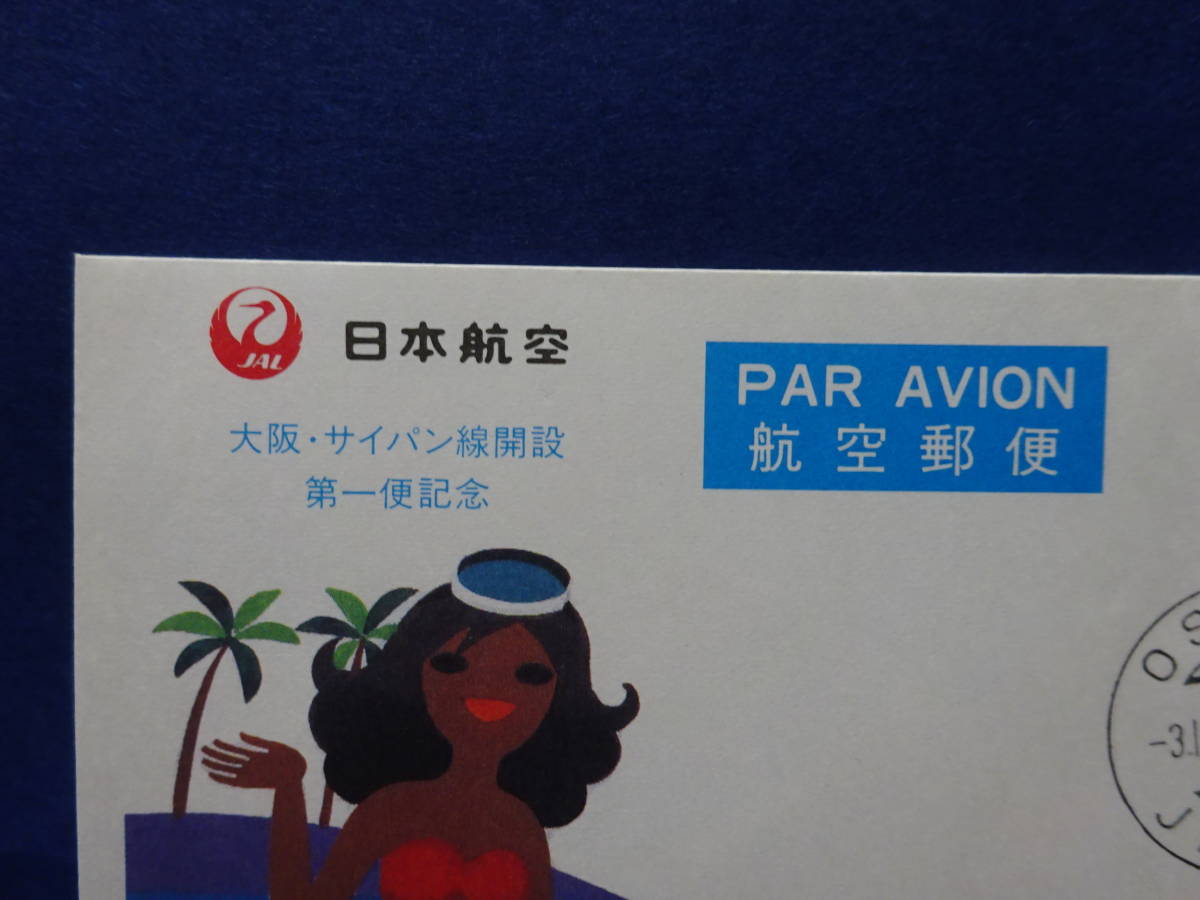 JAL
日本航空
大阪・サイパン線開設
第一便記念
PAR AVION
航空郵便